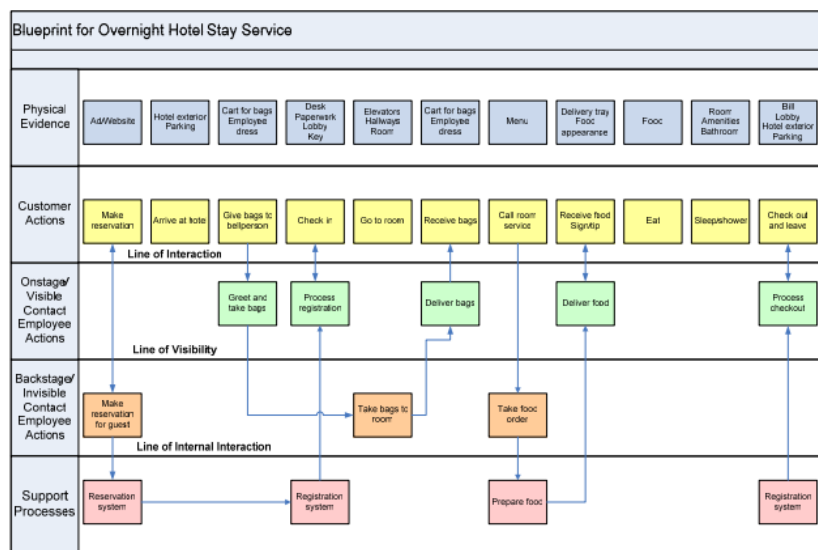 Blueprint for Overnight Hotel Stay Service
Physical
Evidence
Ad/Website
Hotel exterior
Parking
Cart for bags
Employee
dress
Desk
Paperwork
Lobby
Key
Elevators
Hallways
Room
Cart for bags
Employee
dress
Menu
Delivery tray
Food
appearance
Food
Room
Amenities
Bathroom
Bill
Lobby
Hotel exterior
Parking
Customer
Actions
Make
reservation
Arrive at hotel
Give bags to
bellperson
Check in
Go to room
Receive bags
Call room
service
Receive food
Sign/tip
Eat
Sleep/shower
Check out
and leave
Line of Interaction
Onstage/
Visible
Contact
Employee
Actions
Greet and
take bags
Process
registration
Deliver bags
Deliver food
Process
checkout
Line of Visibility
Backstage/
Invisible
Contact
Employee
Actions
Make
reservation
for guest
Take bags to
room
Take food
order
Line of Internal Interaction
Support
Processes
Reservation
system
Registration
system
Prepare food
Registration
system